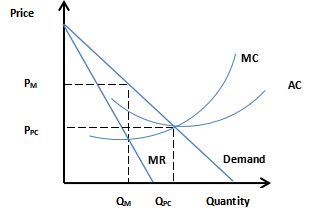 Price
MC
AC
PM
PPC
MR
Demand
QM
QPC
Quantity